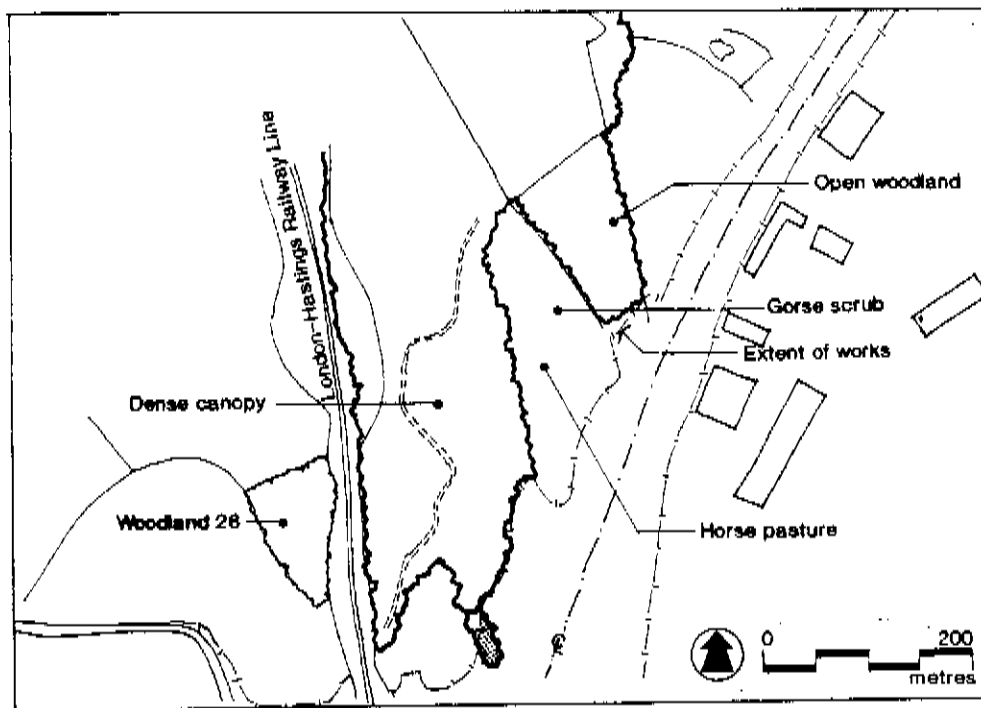 London-Hastings Railway Line
Open woodland
Gorse scrub
Extent of works
Dense canopy
Woodland 26
Horse pasture
0 200
metres